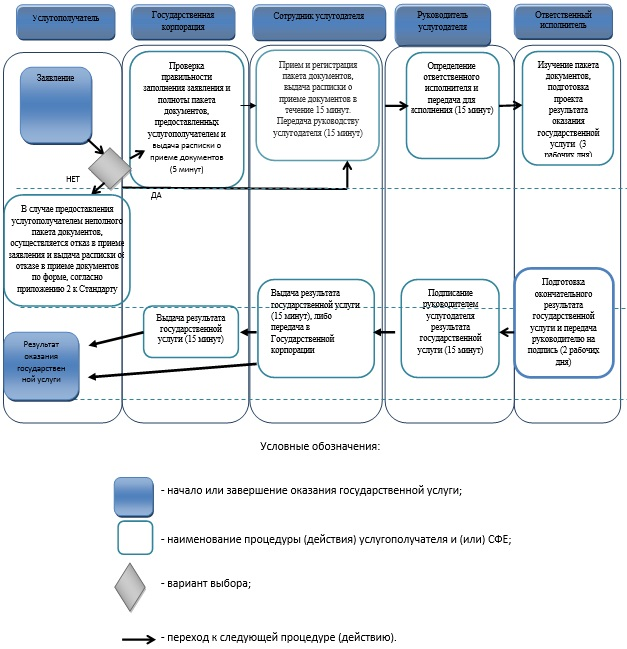 Услугополучатель
Государственная
корпорация
Сотрудник услугодателя
Руководитель
услугодателя
Ответственный
исполнитель
Заявление
Проверка
правильности
заполнения заявления и
полноты пакета
документов,
предоставленных
услугополучателем и
выдача расписки о
приеме документов
(5 минут)
Прием и регистрация
пакета документов,
выдача расписки о
приеме документов в
течение 15 минут.
Передача руководству
услугодателя (15 минут)
Определение
ответственного
исполнителя и
передача для
исполнения (15 минут)
Изучение пакета
документов,
подготовка
проекта
результата
оказания
государственной
услуги (3
рабочих дня)
НЕТ
ДА
В случае предоставления
услугополучателем неполного
пакета документов,
осуществляется отказ в приеме
заявления и выдача расписки об
отказе в приеме документов
по форме, согласно
приложению 2 к Стандарту
Результат
оказания
государствен
ной услуги
Выдача результата
государственной
услуги (15 минут)
Выдача результата
государственной услуги
(15 минут), либо
передача в
Государственной
корпорации
Подписание
руководителем
услугодателя
результата
государственной
услуги (15 минут)
Подготовка
окончательного
результата
государственной
услуги и передача
руководителю на
подпись (2 рабочих
дня)
Условные обозначения:
- начало или завершение оказания государственной услуги;
- наименование процедуры (действия) услугополучателя и (или) СФЕ;
- вариант выбора;
- переход к следующей процедуре (действию).